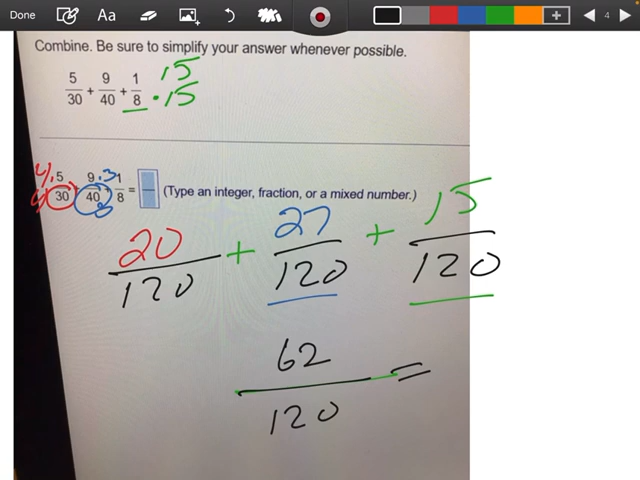 Done Aa 4
Combine. Be sure to simplify your answer whenever possible.
5/30 + 9/40 + 1/8 15 · 15
4· 5/30 + 9/40 ·3 + 1/8 = (Type an integer, fraction, or a mixed number.)
20/120 + 27/120 + 15/120
62/120 =